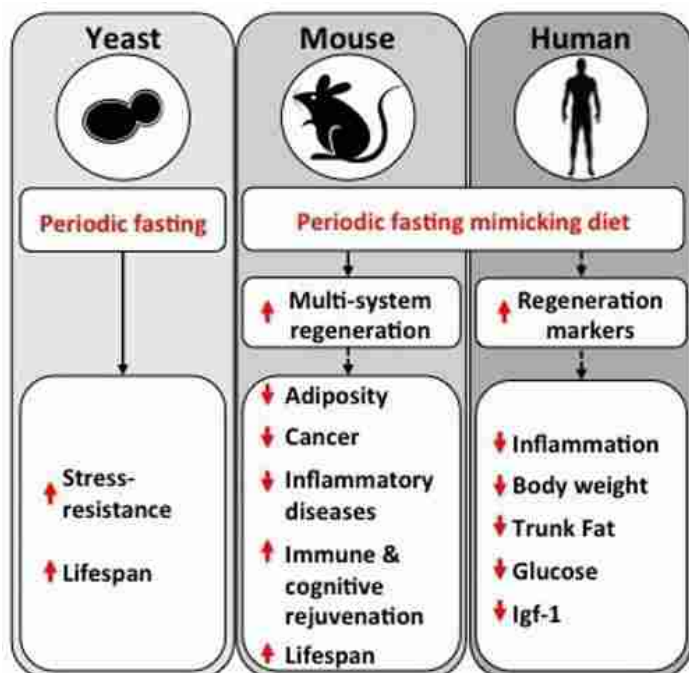 Yeast
Mouse
Human
Periodic fasting
Periodic fasting mimicking diet
Multi-system
regeneration
Regeneration
markers
Stress-
resistance
Lifespan
Adiposity
Cancer
Inflammatory
diseases
Immune &
cognitive
rejuvenation
Lifespan
Inflammation
Body weight
Trunk Fat
Glucose
Igf-1